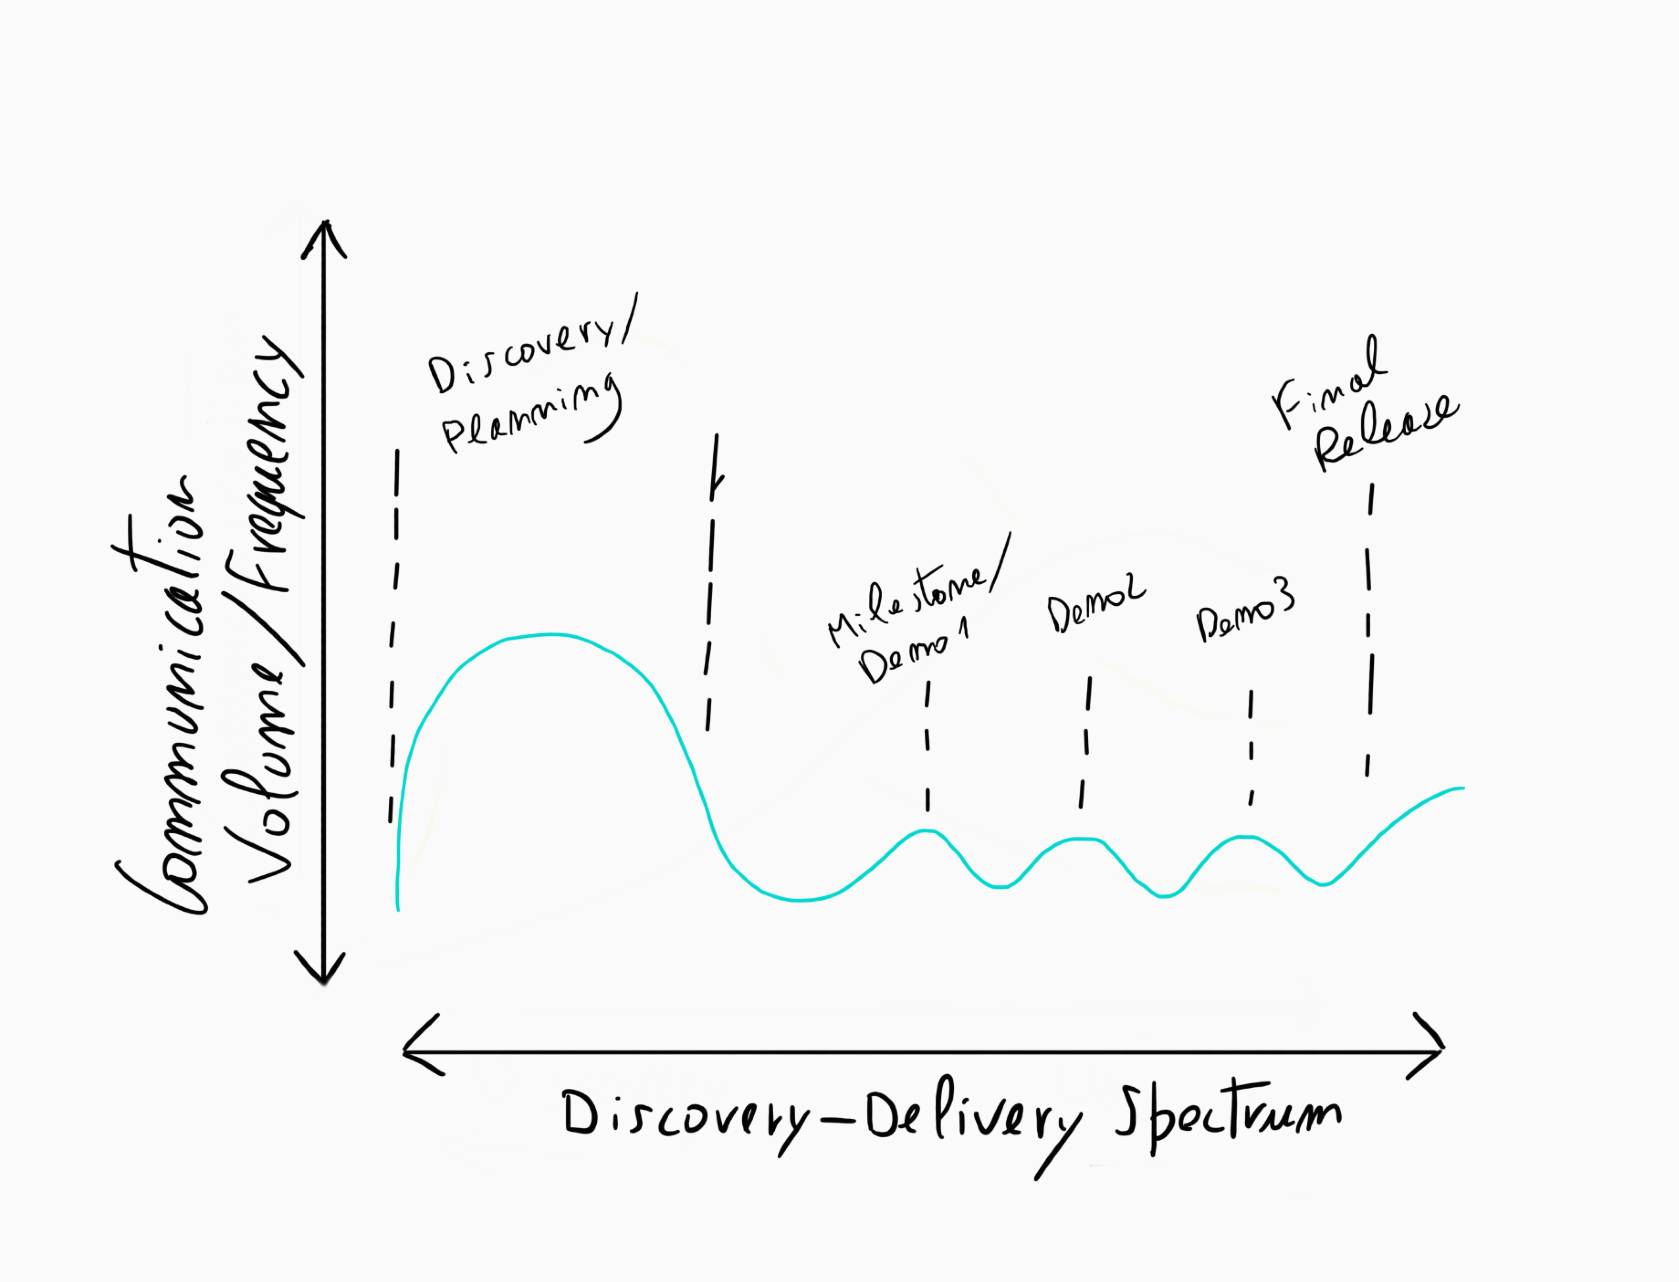 Communication
Volume/Frequency
Discovery/
Planning
Milestone/
Demo 1
Demo2
Demo3
Final
Release
Discovery-Delivery Spectrum